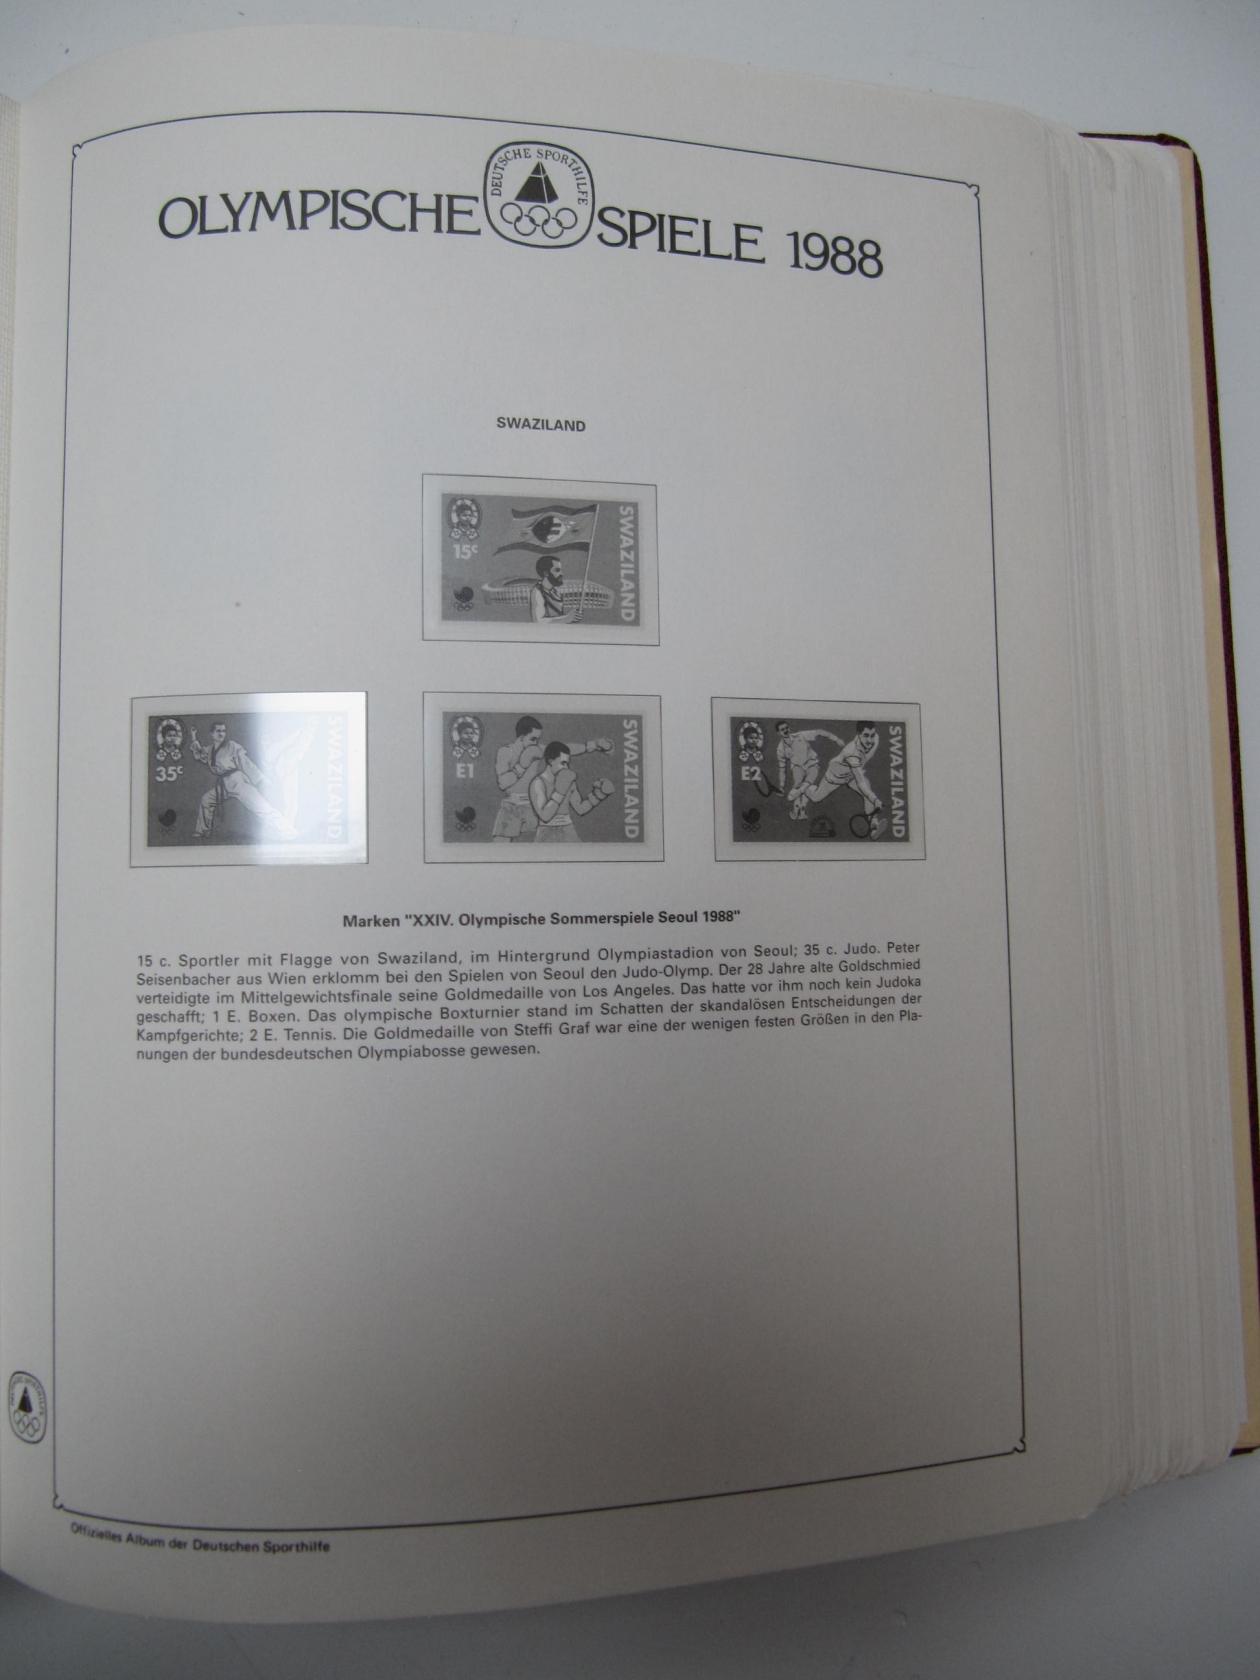 DEUTSCHE SPORTHILFE
OLYMPISCHE SPIELE 1988
SWAZILAND
15c
SWAZILAND
35c
SWAZILAND
E1
SWAZILAND
E2
SWAZILAND
Marken "XXIV. Olympische Sommerspiele Seoul 1988"
15 c. Sportler mit Flagge von Swaziland, im Hintergrund Olympiastadion von Seoul; 35 c. Judo. Peter
Seisenbacher aus Wien erklomm bei den Spielen von Seoul den Judo-Olymp. Der 28 Jahre alte Goldschmied
verteidigte im Mittelgewichtsfinale seine Goldmedaille von Los Angeles. Das hatte vor ihm noch kein Judoka
geschafft; 1 E. Boxen. Das olympische Boxturnier stand im Schatten der skandalösen Entscheidungen der
Kampfgerichte; 2 E. Tennis. Die Goldmedaille von Steffi Graf war eine der wenigen festen Größen in den Pla-
nungen der bundesdeutschen Olympiabosse gewesen.
DEUTSCHE SPORTHILFE
Offizielles Album der Deutschen Sporthilfe